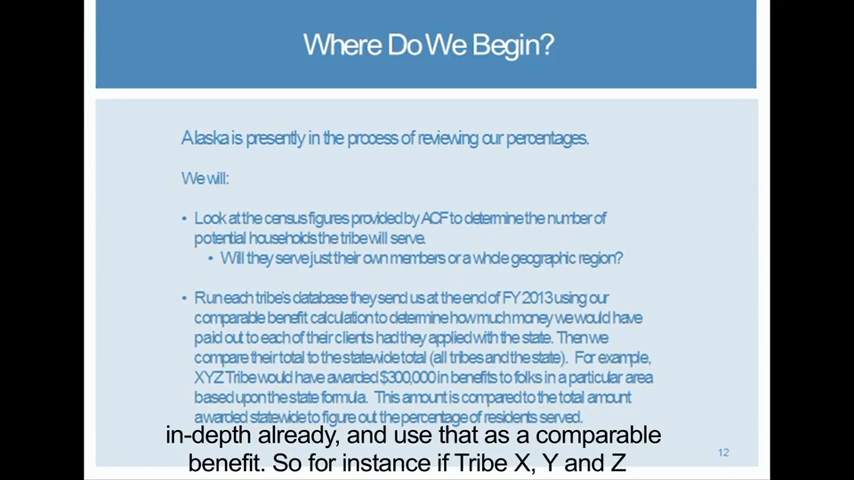 Where Do We Begin?
Alaska is presently in the process of reviewing our percentages.
We will:
• Look at the census figures provided by ACF to determine the number of
potential households the tribe will serve.
• Will they serve just their own members or a whole geographic region?
• Run each tribe's database they send us at the end of FY 2013 using our
comparable benefit calculation to determine how much money we would have
paid out to each of their clients had they applied with the state. Then we
compare their total to the statewide total (all tribes and the state). For example,
XYZ Tribe would have awarded $300,000 in benefits to folks in a particular area
based upon the state formula. This amount is compared to the total amount
awarded statewide to figure out the percentage of residents served.
in-depth already, and use that as a comparable
benefit. So for instance if Tribe X, Y and Z
12